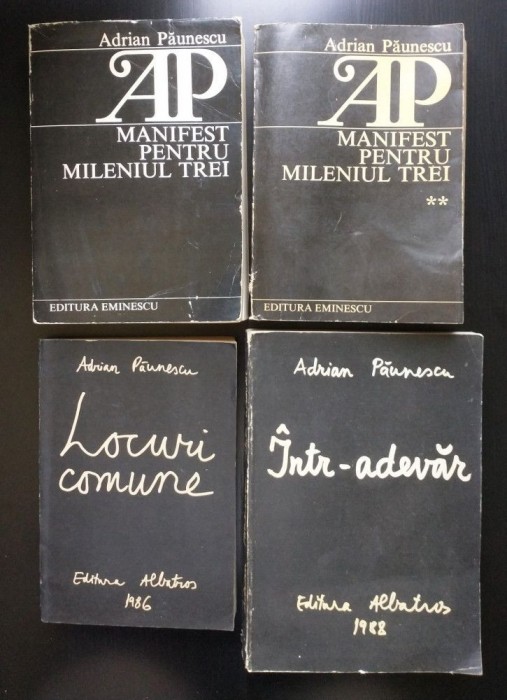 Adrian Păunescu
AP
MANIFEST
PENTRU
MILENIUL TREI
EDITURA EMINESCU
Adrian Păunescu
AP
MANIFEST
PENTRU
MILENIUL TREI
**
EDITURA EMINESCU
Adrian Păunescu
Locuri
comune
Editura Albatros
1986
Adrian Păunescu
Într-adevăr
Editura Albatros
1988